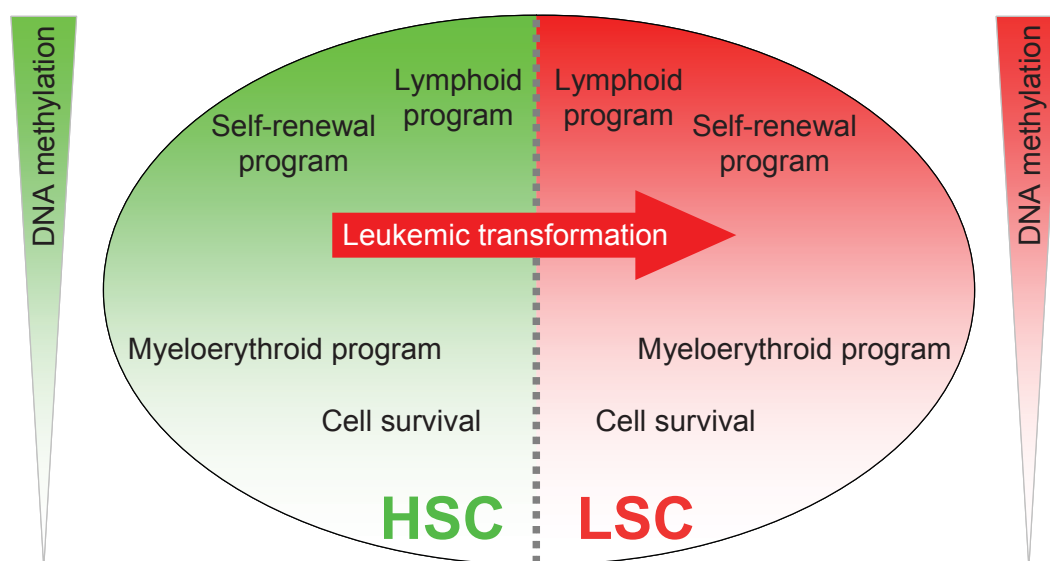 DNA methylation
Lymphoid
program
Self-renewal
program
Lymphoid
program
Self-renewal
program
Leukemic transformation
Myeloerythroid program
Myeloerythroid program
Cell survival
Cell survival
HSC
LSC
DNA methylation